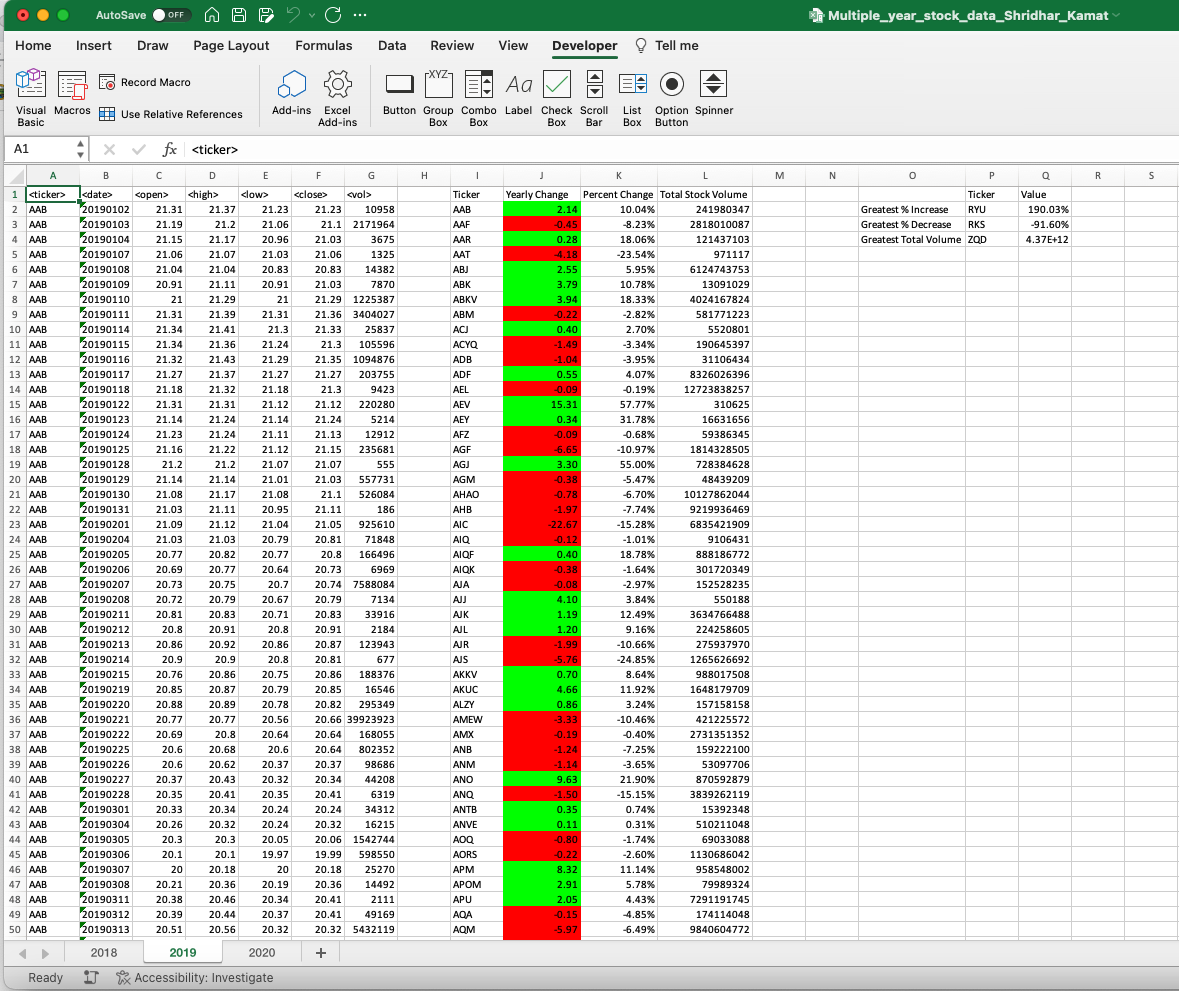 AutoSave OFF Multiple_year_stock_data_Shridhar_Kamat
Home Insert Draw Page Layout Formulas Data Review View Developer Tell me
Visual Basic Macros Record Macro Use Relative References Add-ins Excel Add-ins Button Group Box Combo Box Label Check Box Scroll Bar List Box Option Button Spinner
XYZ Aa
A1 fx <ticker>
A B C D E F G H I J K L M N O P Q R S
1 <ticker> <date> <open> <high> <low> <close> <vol> Ticker Yearly Change Percent Change Total Stock Volume Ticker Value
2 AAB 20190102 21.31 21.37 21.23 21.23 10958 AAB 2.14 10.04% 241980347 Greatest % Increase RYU 190.03%
3 AAB 20190103 21.19 21.2 21.06 21.1 2171964 AAF -0.45 -8.23% 2818010087 Greatest % Decrease RKS -91.60%
4 AAB 20190104 21.15 21.17 20.96 21.03 3675 AAR 0.28 18.06% 121437103 Greatest Total Volume ZQD 4.37E+12
5 AAB 20190107 21.06 21.07 21.03 21.06 1325 AAT -4.18 -23.54% 971117
6 AAB 20190108 21.04 21.04 20.83 20.83 14382 ABJ 2.55 5.95% 6124743753
7 AAB 20190109 20.91 21.11 20.91 21.03 7870 ABK 3.79 10.78% 13091029
8 AAB 20190110 21 21.29 21 21.29 1225387 ABKV 3.94 18.33% 4024167824
9 AAB 20190111 21.31 21.39 21.31 21.36 3404027 ABM -0.22 -2.82% 581771223
10 AAB 20190114 21.34 21.41 21.3 21.33 25837 ACJ 0.40 2.70% 5520801
11 AAB 20190115 21.34 21.36 21.24 21.3 105596 ACYQ -1.49 -3.34% 190645397
12 AAB 20190116 21.32 21.43 21.29 21.35 1094876 ADB -1.04 -3.95% 31106434
13 AAB 20190117 21.27 21.37 21.27 21.27 203755 ADF 0.55 4.07% 8326026396
14 AAB 20190118 21.18 21.32 21.18 21.3 9423 AEL -0.09 -0.19% 12723838257
15 AAB 20190122 21.31 21.31 21.12 21.12 220280 AEV 15.31 57.77% 310625
16 AAB 20190123 21.14 21.24 21.14 21.24 5214 AEY 0.34 31.78% 16631656
17 AAB 20190124 21.23 21.24 21.11 21.13 12912 AFZ -0.09 -0.68% 59386345
18 AAB 20190125 21.16 21.22 21.12 21.15 235681 AGF -6.65 -10.97% 1814328505
19 AAB 20190128 21.2 21.2 21.07 21.07 555 AGJ 3.30 55.00% 728384628
20 AAB 20190129 21.14 21.14 21.01 21.03 557731 AGM -0.38 -5.47% 48439209
21 AAB 20190130 21.08 21.17 21.08 21.1 526084 AHAO -0.78 -6.70% 10127862044
22 AAB 20190131 21.03 21.11 20.95 21.11 186 AHB -1.97 -7.74% 9219936469
23 AAB 20190201 21.09 21.12 21.04 21.05 925610 AIC -22.67 -15.28% 6835421909
24 AAB 20190204 21.03 21.03 20.79 20.81 71848 AIQ -0.12 -1.01% 9106431
25 AAB 20190205 20.77 20.82 20.77 20.8 166496 AIQF 0.40 18.78% 888186772
26 AAB 20190206 20.69 20.77 20.64 20.73 6969 AIQK -0.38 -1.64% 301720349
27 AAB 20190207 20.73 20.75 20.7 20.74 7588084 AJA -0.08 -2.97% 152528235
28 AAB 20190208 20.72 20.79 20.67 20.79 7134 AJJ 4.10 3.84% 550188
29 AAB 20190211 20.81 20.83 20.71 20.83 33916 AJK 1.19 12.49% 3634766488
30 AAB 20190212 20.8 20.91 20.8 20.91 2184 AJL 1.20 9.16% 224258605
31 AAB 20190213 20.86 20.92 20.86 20.87 123943 AJR -1.99 -10.66% 275937970
32 AAB 20190214 20.9 20.9 20.8 20.81 677 AJS -5.76 -24.85% 1265626692
33 AAB 20190215 20.76 20.86 20.75 20.86 188376 AKKV 0.70 8.64% 988017508
34 AAB 20190219 20.85 20.87 20.79 20.85 16546 AKUC 4.66 11.92% 1648179709
35 AAB 20190220 20.88 20.89 20.78 20.82 295349 ALZY 0.86 3.24% 157158158
36 AAB 20190221 20.77 20.77 20.56 20.66 39923923 AMEW -3.33 -10.46% 421225572
37 AAB 20190222 20.69 20.8 20.64 20.64 168055 AMX -0.19 -0.40% 2731351352
38 AAB 20190225 20.6 20.68 20.6 20.64 802352 ANB -1.24 -7.25% 159222100
39 AAB 20190226 20.6 20.62 20.37 20.37 98686 ANM -1.14 -3.65% 53097706
40 AAB 20190227 20.37 20.43 20.32 20.34 44208 ANO 9.63 21.90% 870592879
41 AAB 20190228 20.35 20.41 20.35 20.41 6319 ANQ -1.50 -15.15% 3839262119
42 AAB 20190301 20.33 20.34 20.24 20.24 34312 ANTB 0.35 0.74% 15392348
43 AAB 20190304 20.26 20.32 20.24 20.32 16215 ANVE 0.11 0.31% 510211048
44 AAB 20190305 20.3 20.3 20.05 20.06 1542744 AOQ -0.80 -1.74% 69033088
45 AAB 20190306 20.1 20.1 19.97 19.99 598550 AORS -0.22 -2.60% 1130686042
46 AAB 20190307 20 20.18 20 20.18 25270 APM 8.32 11.14% 958548002
47 AAB 20190308 20.21 20.36 20.19 20.36 14492 APOM 2.91 5.78% 79989324
48 AAB 20190311 20.38 20.46 20.34 20.41 2111 APU 2.05 4.43% 7291191745
49 AAB 20190312 20.39 20.44 20.37 20.41 49169 AQA -0.15 -4.85% 174114048
50 AAB 20190313 20.51 20.56 20.32 20.32 5432119 AQM -5.97 -6.49% 9840604772
2018 2019 2020 +
Ready Accessibility: Investigate